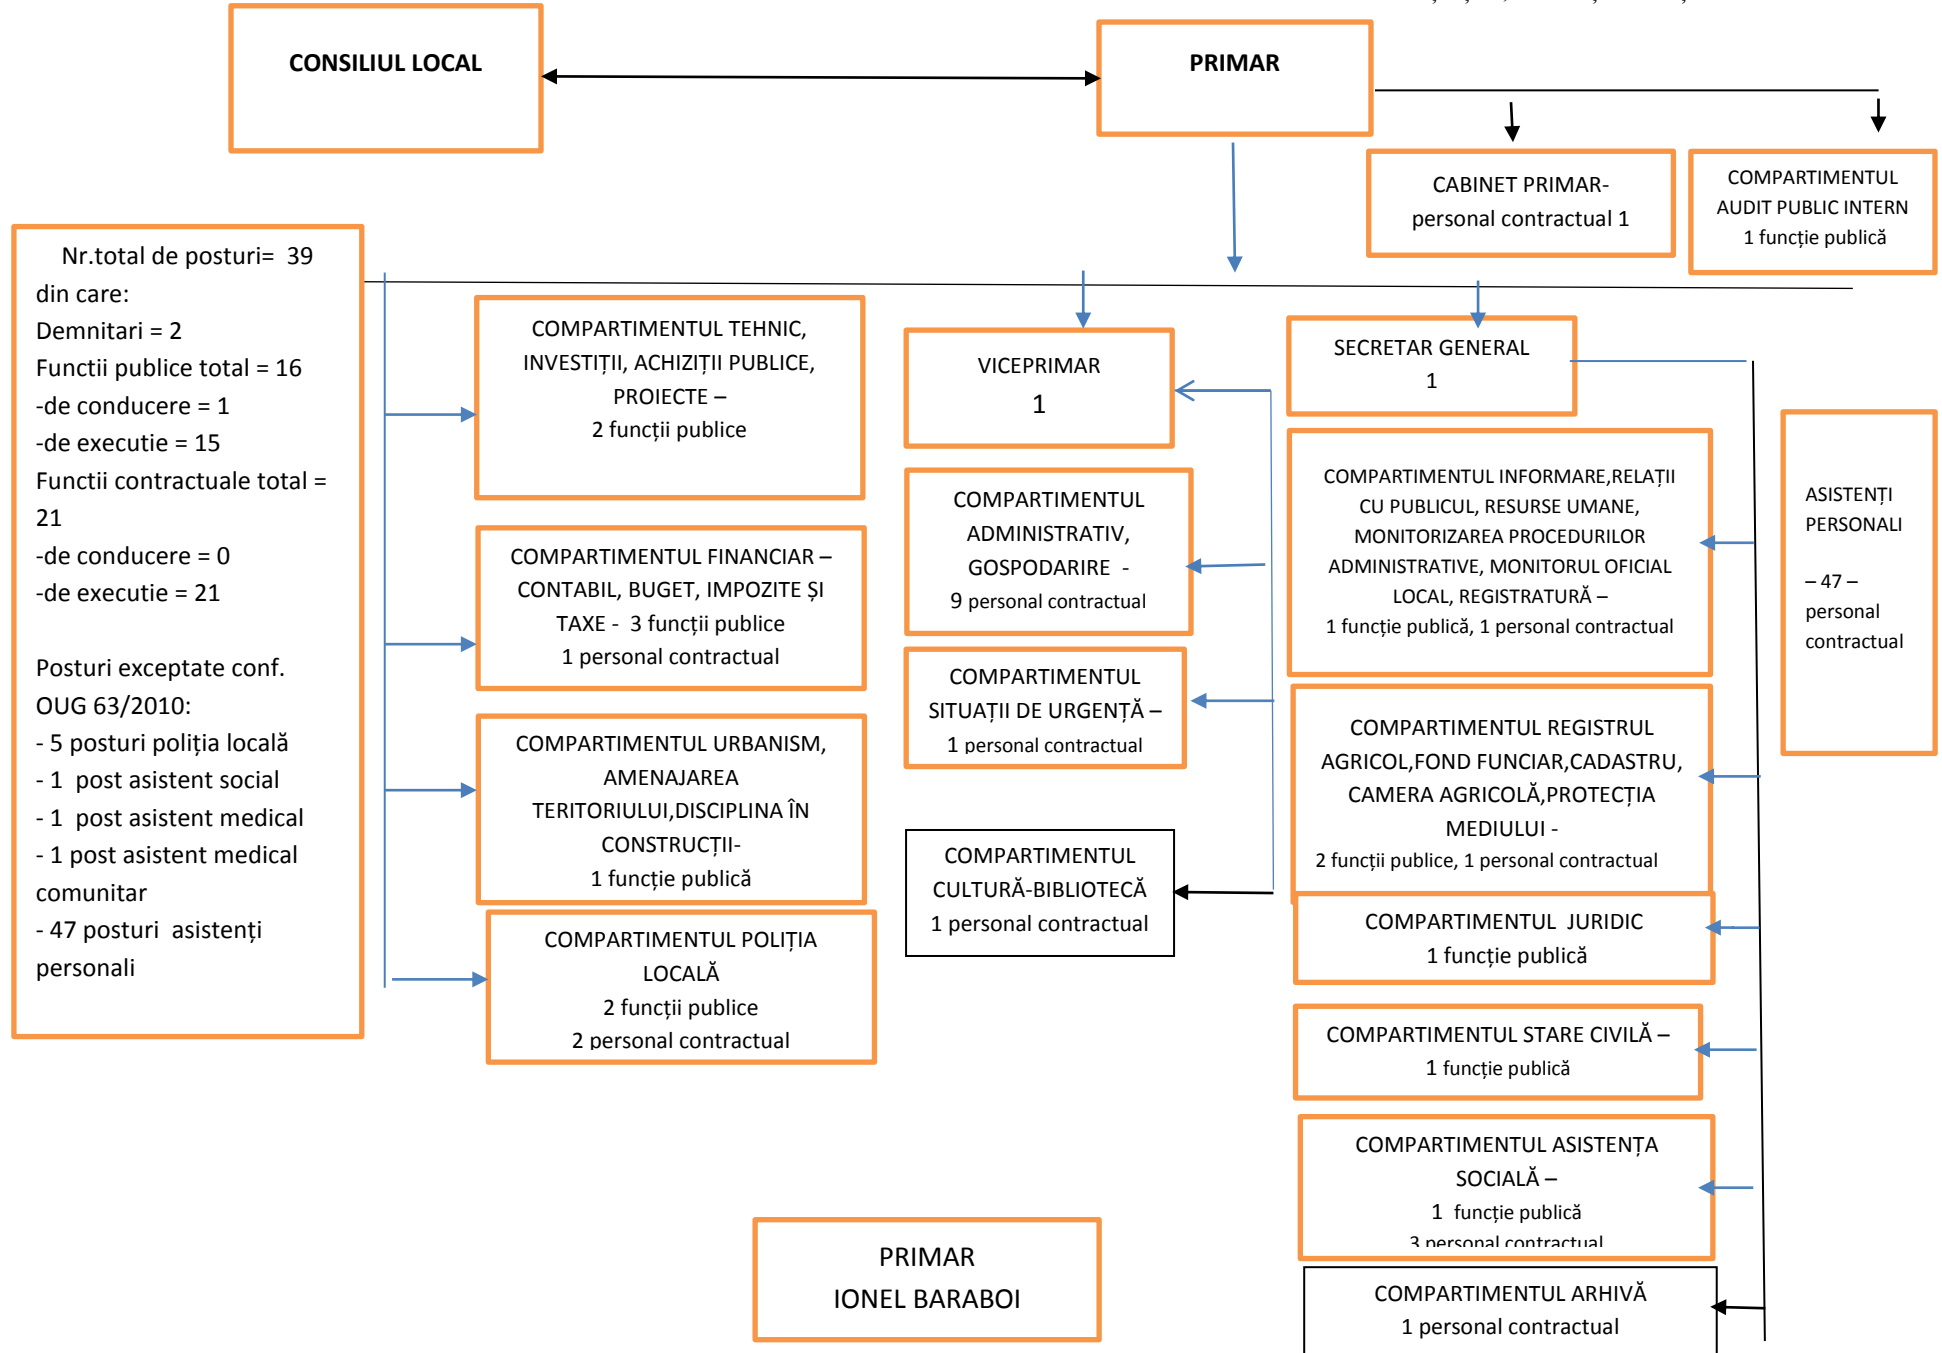 CONSILIUL LOCAL
PRIMAR
CABINET PRIMAR-
personal contractual 1
COMPARTIMENTUL
AUDIT PUBLIC INTERN
1 funcție publică
Nr.total de posturi= 39
din care:
Demnitari = 2
Functii publice total = 16
-de conducere = 1
-de executie = 15
Functii contractuale total =
21
-de conducere = 0
-de executie = 21
Posturi exceptate conf.
OUG 63/2010:
- 5 posturi poliția locală
- 1 post asistent social
- 1 post asistent medical
- 1 post asistent medical
comunitar
- 47 posturi asistenți
personali
COMPARTIMENTUL TEHNIC,
INVESTIȚII, ACHIZIȚII PUBLICE,
PROIECTE –
2 funcții publice
COMPARTIMENTUL FINANCIAR –
CONTABIL, BUGET, IMPOZITE ȘI
TAXE - 3 funcții publice
1 personal contractual
COMPARTIMENTUL URBANISM,
AMENAJAREA
TERITORIULUI,DISCIPLINA ÎN
CONSTRUCȚII-
1 funcție publică
COMPARTIMENTUL POLIȚIA
LOCALĂ
2 funcții publice
2 personal contractual
VICEPRIMAR
1
COMPARTIMENTUL
ADMINISTRATIV,
GOSPODARIRE -
9 personal contractual
COMPARTIMENTUL
SITUAȚII DE URGENȚĂ –
1 personal contractual
COMPARTIMENTUL
CULTURĂ-BIBLIOTECĂ
1 personal contractual
SECRETAR GENERAL
1
COMPARTIMENTUL INFORMARE,RELAȚII
CU PUBLICUL, RESURSE UMANE,
MONITORIZAREA PROCEDURILOR
ADMINISTRATIVE, MONITORUL OFICIAL
LOCAL, REGISTRATURĂ –
1 funcție publică, 1 personal contractual
COMPARTIMENTUL REGISTRUL
AGRICOL,FOND FUNCIAR,CADASTRU,
CAMERA AGRICOLĂ,PROTECȚIA
MEDIULUI -
2 funcții publice, 1 personal contractual
COMPARTIMENTUL JURIDIC
1 funcție publică
COMPARTIMENTUL STARE CIVILĂ –
1 funcție publică
COMPARTIMENTUL ASISTENȚA
SOCIALĂ –
1 funcție publică
3 personal contractual
COMPARTIMENTUL ARHIVĂ
1 personal contractual
ASISTENȚI
PERSONALI
– 47 –
personal
contractual
PRIMAR
IONEL BARABOI